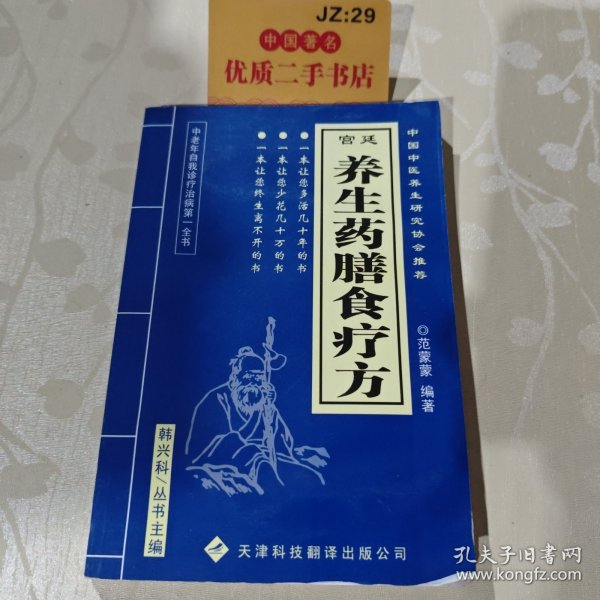 JZ:29
中国著名
优质二手书店
中国中医养生研究协会推荐
宫廷
养生药膳食疗方
◎范蒙蒙 编著
●一本让您多活几十年的书
●一本让您少花几十万的书
●一本让您终生离不开的书
中老年自我诊疗治病第一全书
韩兴科/丛书主编
天津科技翻译出版公司
孔夫子旧书网
www.kongfz.com